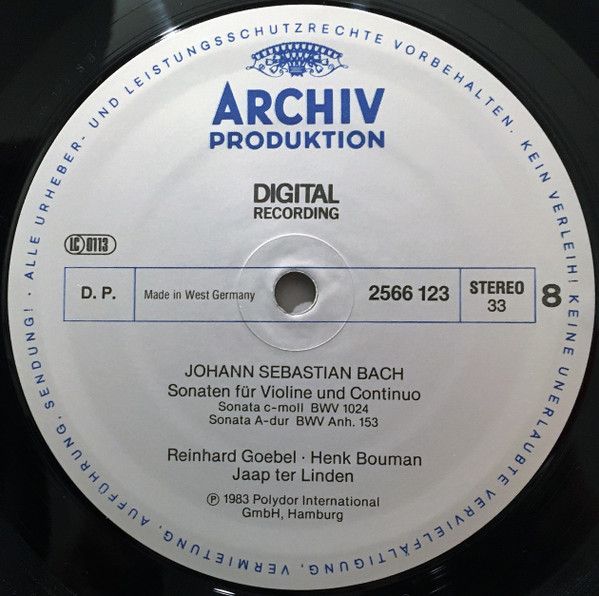 ALLE URHEBER- UND LEISTUNGSSCHUTZRECHTE VORBEHALTEN. KEIN VERLEIH! KEINE UNERLAUBTE VERVIELFÄLTIGUNG, VERMIETUNG, AUFFÜHRUNG, SENDUNG! ·
ARCHIV
PRODUKTION
DIGITAL
RECORDING
LC 0113
D. P.
Made in West Germany
2566 123
STEREO
33
8
JOHANN SEBASTIAN BACH
Sonaten für Violine und Continuo
Sonata c-moll BWV 1024
Sonata A-dur BWV Anh. 153
Reinhard Goebel · Henk Bouman
Jaap ter Linden
Ⓟ 1983 Polydor International
GmbH, Hamburg